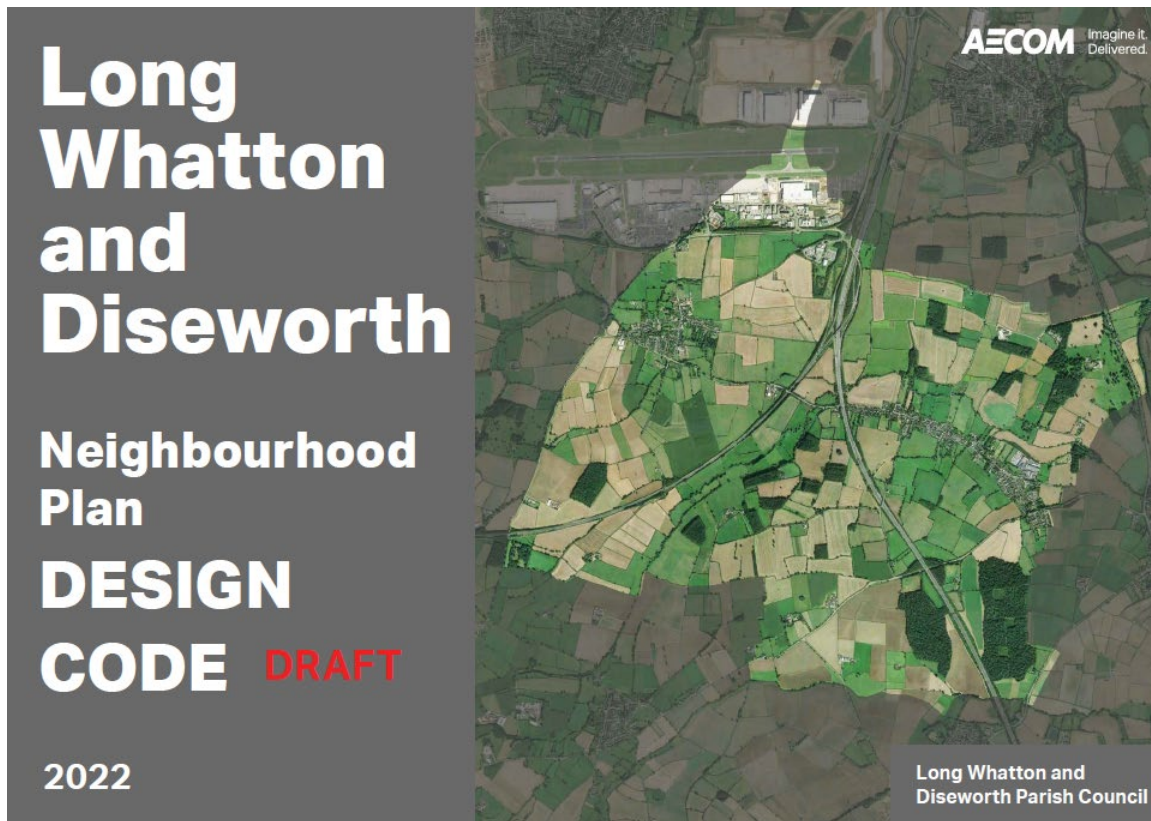 Long
Whatton
and
Diseworth
Neighbourhood
Plan
DESIGN
CODE DRAFT
2022
AECOM Imagine it.
Delivered.
Long Whatton and
Diseworth Parish Council